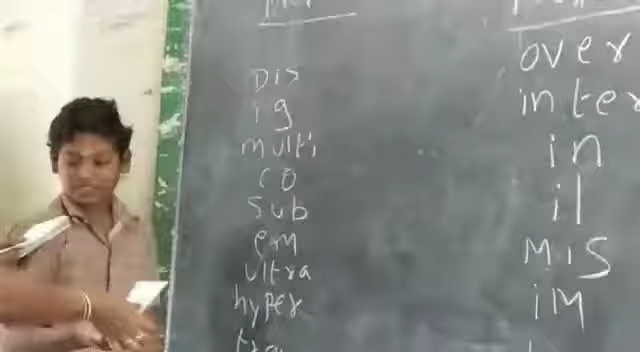 Dis
ig
multi
co
Sub
em
ultra
hyper
over
inter
in
il
Mis
im